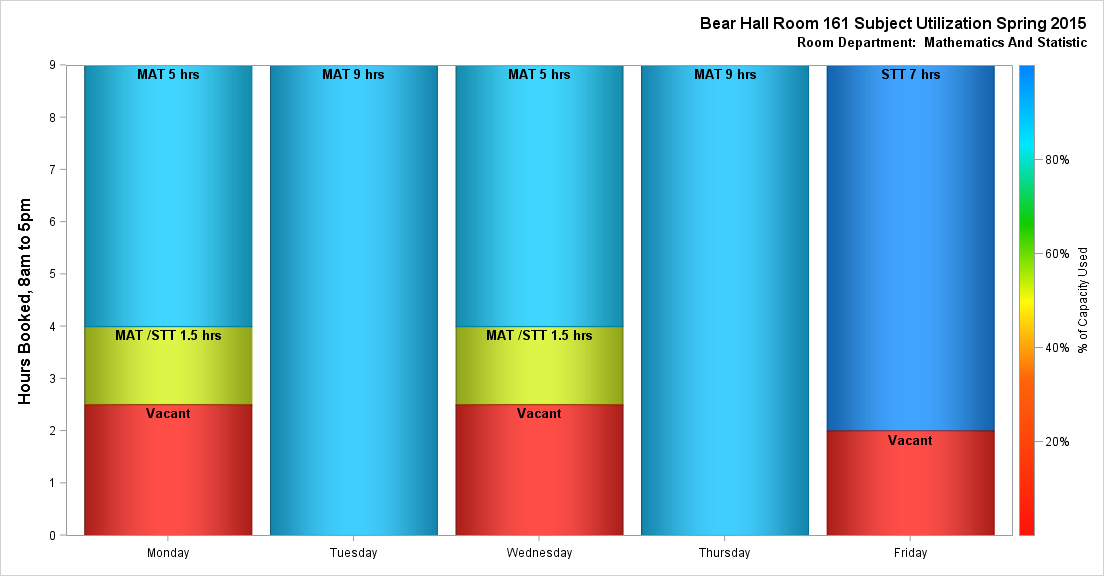 Bear Hall Room 161 Subject Utilization Spring 2015
Room Department:  Mathematics And Statistic
Hours Booked, 8am to 5pm
9
8
7
6
5
4
3
2
1
0
MAT 5 hrs
MAT /STT 1.5 hrs
Vacant
MAT 9 hrs
MAT 5 hrs
MAT /STT 1.5 hrs
Vacant
MAT 9 hrs
STT 7 hrs
Vacant
Monday
Tuesday
Wednesday
Thursday
Friday
80%
60%
40%
20%
% of Capacity Used